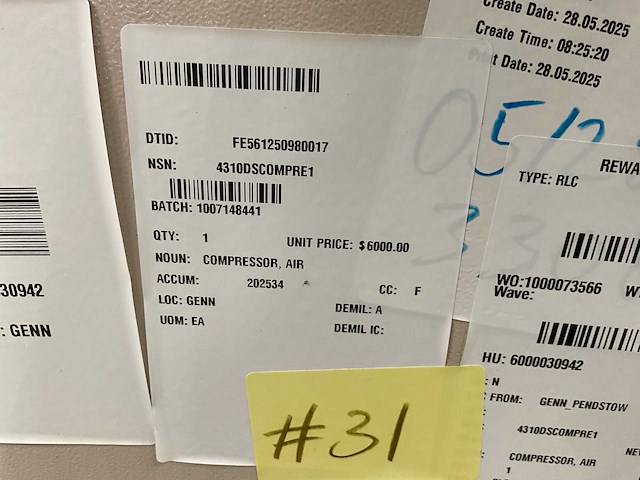 30942
: GENN
DTID: FE561250980017
NSN: 4310DSCOMPRE1
BATCH: 1007148441
QTY: 1 UNIT PRICE: $6000.00
NOUN: COMPRESSOR, AIR
ACCUM: 202534 CC: F
LOC: GENN DEMIL: A
UOM: EA DEMIL IC:
#31
Create Date: 28.05.2025
Create Time: 08:25:20
Print Date: 28.05.2025
REWA
TYPE: RLC
WO:1000073566
Wave:
HU: 6000030942
: N
FROM: GENN_PENDSTOW
4310DSCOMPRE1
COMPRESSOR, AIR
1